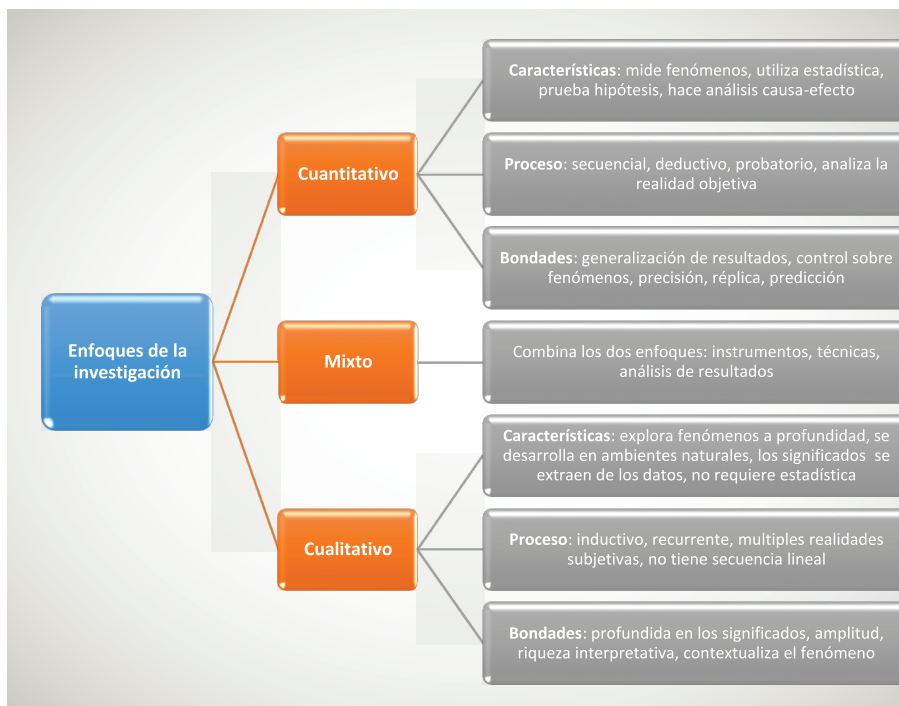 Enfoques de la
investigación
Cuantitativo
Características: mide fenómenos, utiliza estadística,
prueba hipótesis, hace análisis causa-efecto
Proceso: secuencial, deductivo, probatorio, analiza la
realidad objetiva
Bondades: generalización de resultados, control sobre
fenómenos, precisión, réplica, predicción
Mixto
Combina los dos enfoques: instrumentos, técnicas,
análisis de resultados
Cualitativo
Características: explora fenómenos a profundidad, se
desarrolla en ambientes naturales, los significados se
extraen de los datos, no requiere estadística
Proceso: inductivo, recurrente, multiples realidades
subjetivas, no tiene secuencia lineal
Bondades: profundida en los significados, amplitud,
riqueza interpretativa, contextualiza el fenómeno